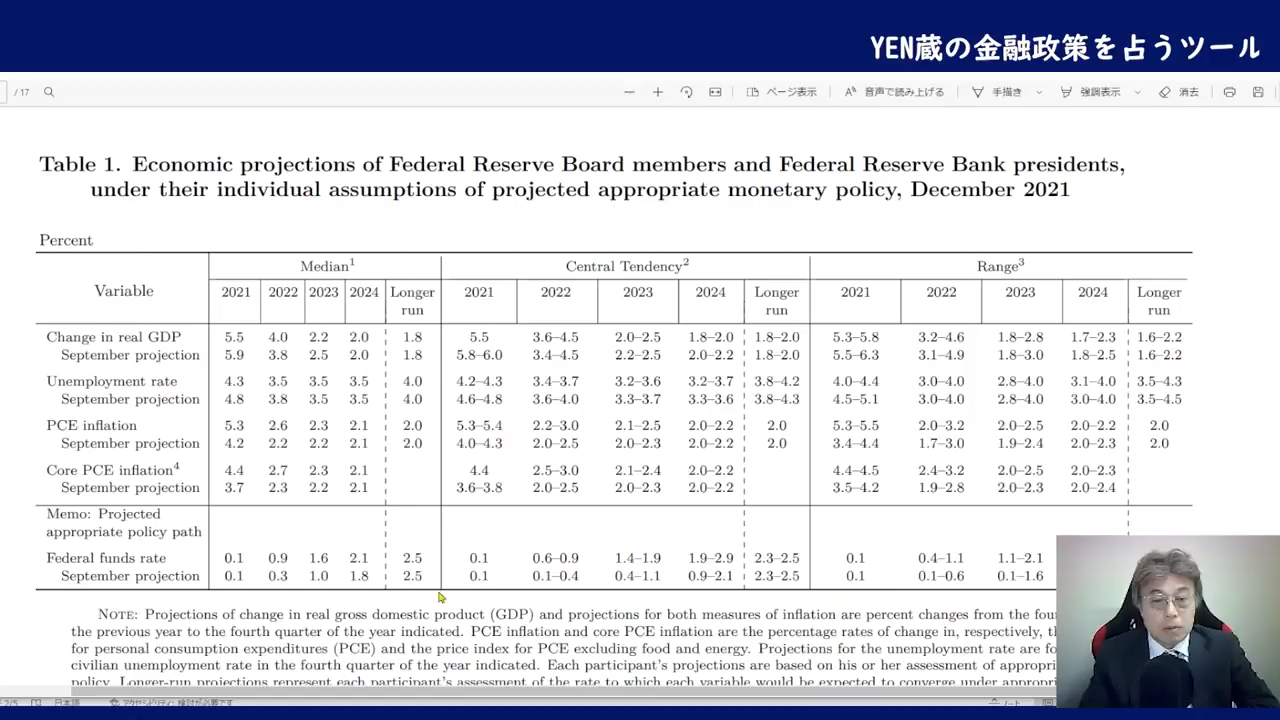 YEN蔵の金融政策を占うツール
/ 17 ページ表示 音声で読み上げる 手描き 強調表示 消去
Table 1. Economic projections of Federal Reserve Board members and Federal Reserve Bank presidents,
under their individual assumptions of projected appropriate monetary policy, December 2021
Percent
Variable Median1 Central Tendency2 Range3
2021 2022 2023 2024 Longer run 2021 2022 2023 2024 Longer run 2021 2022 2023 2024 Longer run
Change in real GDP 5.5 4.0 2.2 2.0 1.8 5.5 3.6–4.5 2.0–2.5 1.8–2.0 1.8–2.0 5.3–5.8 3.2–4.6 1.8–2.8 1.7–2.3 1.6–2.2
September projection 5.9 3.8 2.5 2.0 1.8 5.8–6.0 3.4–4.5 2.2–2.5 2.0–2.2 1.8–2.0 5.5–6.3 3.1–4.9 1.8–3.0 1.8–2.5 1.6–2.2
Unemployment rate 4.3 3.5 3.5 3.5 4.0 4.2–4.3 3.4–3.7 3.2–3.6 3.2–3.7 3.8–4.2 4.0–4.4 3.0–4.0 2.8–4.0 3.1–4.0 3.5–4.3
September projection 4.8 3.8 3.5 3.5 4.0 4.6–4.8 3.6–4.0 3.3–3.7 3.3–3.6 3.8–4.3 4.5–5.1 3.0–4.0 2.8–4.0 3.0–4.0 3.5–4.5
PCE inflation 5.3 2.6 2.3 2.1 2.0 5.3–5.4 2.2–3.0 2.1–2.5 2.0–2.2 2.0 5.3–5.5 2.0–3.2 2.0–2.5 2.0–2.2 2.0
September projection 4.2 2.2 2.2 2.1 2.0 4.0–4.3 2.0–2.5 2.0–2.3 2.0–2.2 2.0 3.4–4.4 1.7–3.0 1.9–2.4 2.0–2.3 2.0
Core PCE inflation4 4.4 2.7 2.3 2.1 4.4 2.5–3.0 2.1–2.4 2.0–2.2 4.4–4.5 2.4–3.2 2.0–2.5 2.0–2.3
September projection 3.7 2.3 2.2 2.1 3.6–3.8 2.0–2.5 2.0–2.3 2.0–2.2 3.5–4.2 1.9–2.8 2.0–2.3 2.0–2.4
Memo: Projected
appropriate policy path
Federal funds rate 0.1 0.9 1.6 2.1 2.5 0.1 0.6–0.9 1.4–1.9 1.9–2.9 2.3–2.5 0.1 0.4–1.1 1.1–2.1
September projection 0.1 0.3 1.0 1.8 2.5 0.1 0.1–0.4 0.4–1.1 0.9–2.1 2.3–2.5 0.1 0.1–0.6 0.1–1.6
NOTE: Projections of change in real gross domestic product (GDP) and projections for both measures of inflation are percent changes from the fou
the previous year to the fourth quarter of the year indicated. PCE inflation and core PCE inflation are the percentage rates of change in, respectively, t
for personal consumption expenditures (PCE) and the price index for PCE excluding food and energy. Projections for the unemployment rate are fo
civilian unemployment rate in the fourth quarter of the year indicated. Each participant's projections are based on his or her assessment of appropri
policy. Longer-run projections represent each participant's assessment of the rate to which each variable would be expected to converge under appropri